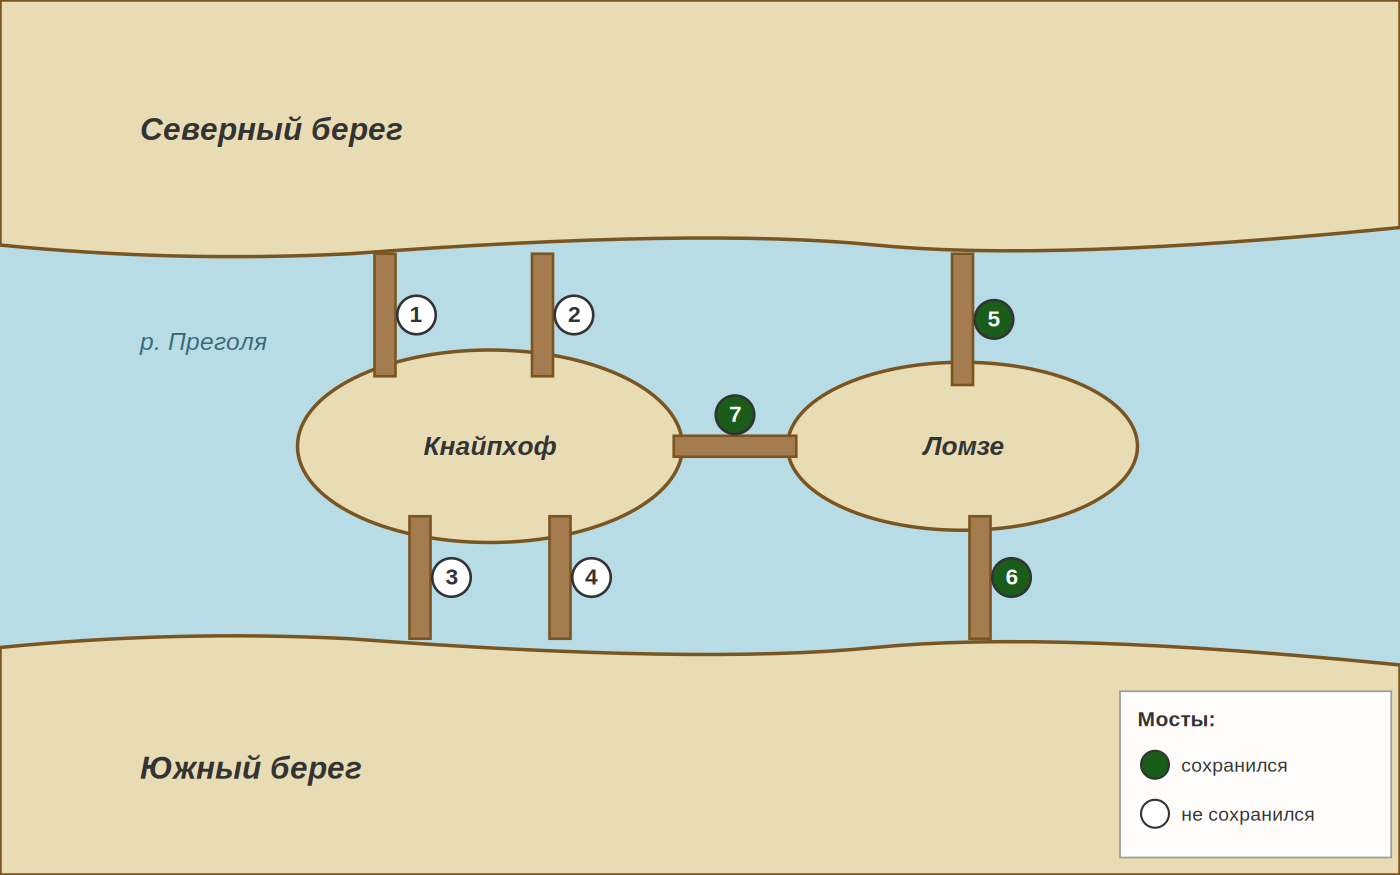 Северный берег
1
2
5
р. Преголя
7
Кнайпхоф
Ломзе
3
4
6
Мосты:
сохранился
не сохранился
Южный берег